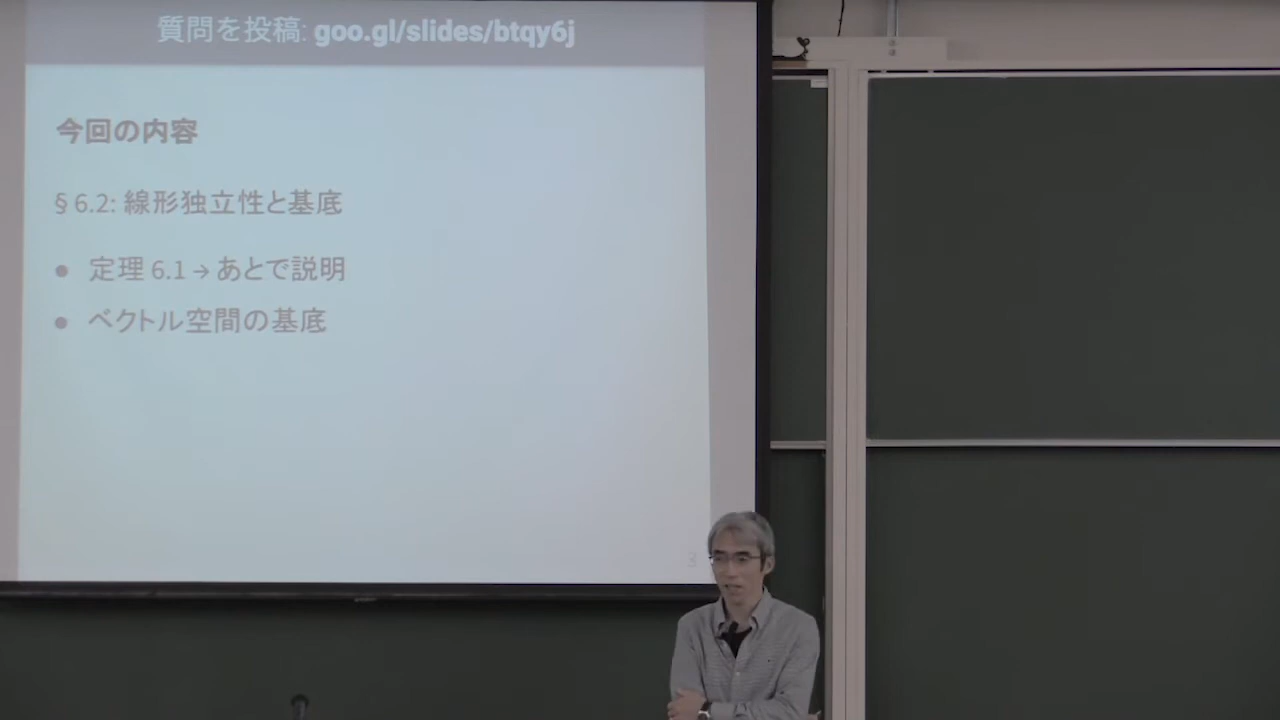 質問を投稿: goo.gl/slides/btqy6j
今回の内容
§ 6.2: 線形独立性と基底
● 定理 6.1 → あとで説明
● ベクトル空間の基底
3